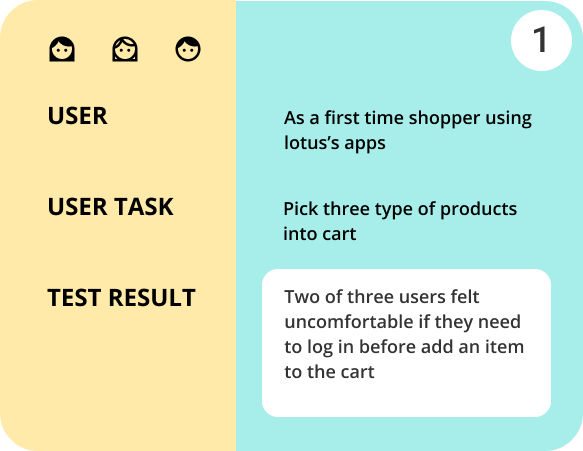 1
USER
As a first time shopper using
lotus's apps
USER TASK
Pick three type of products
into cart
TEST RESULT
Two of three users felt
uncomfortable if they need
to log in before add an item
to the cart